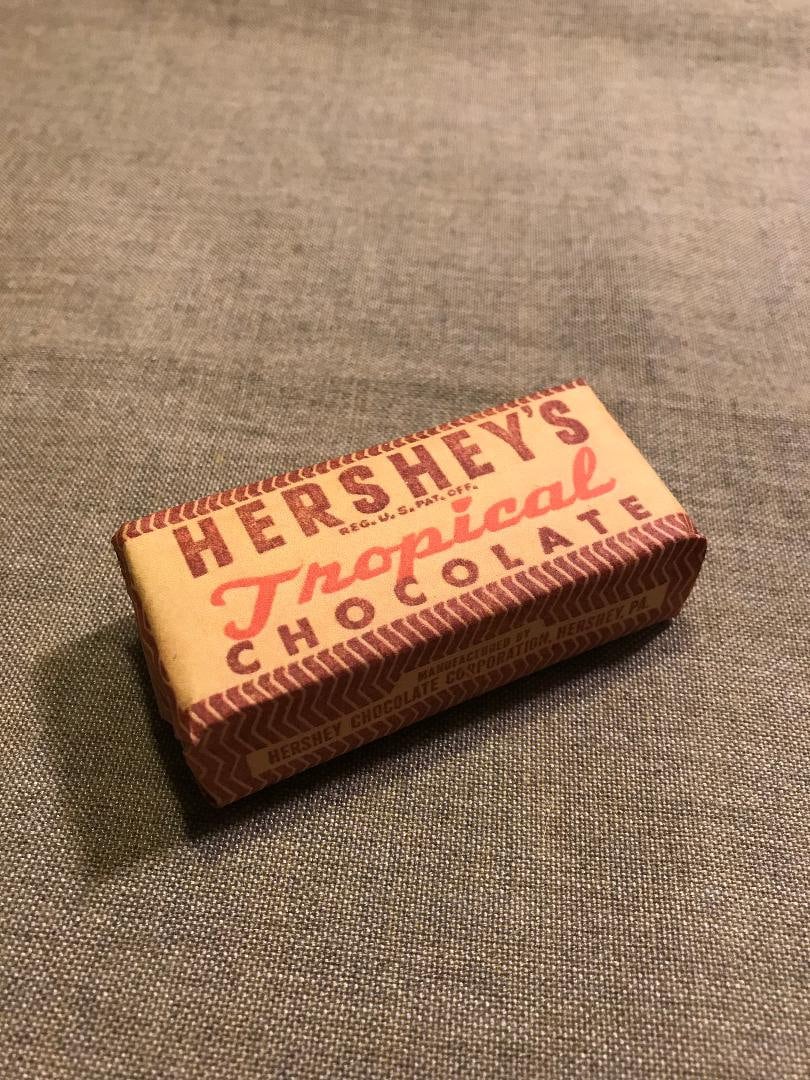 HERSHEY'S
REG. U. S. PAT. OFF.
Tropical
CHOCOLATE
MANUFACTURED BY
HERSHEY CHOCOLATE CORPORATION, HERSHEY, PA.